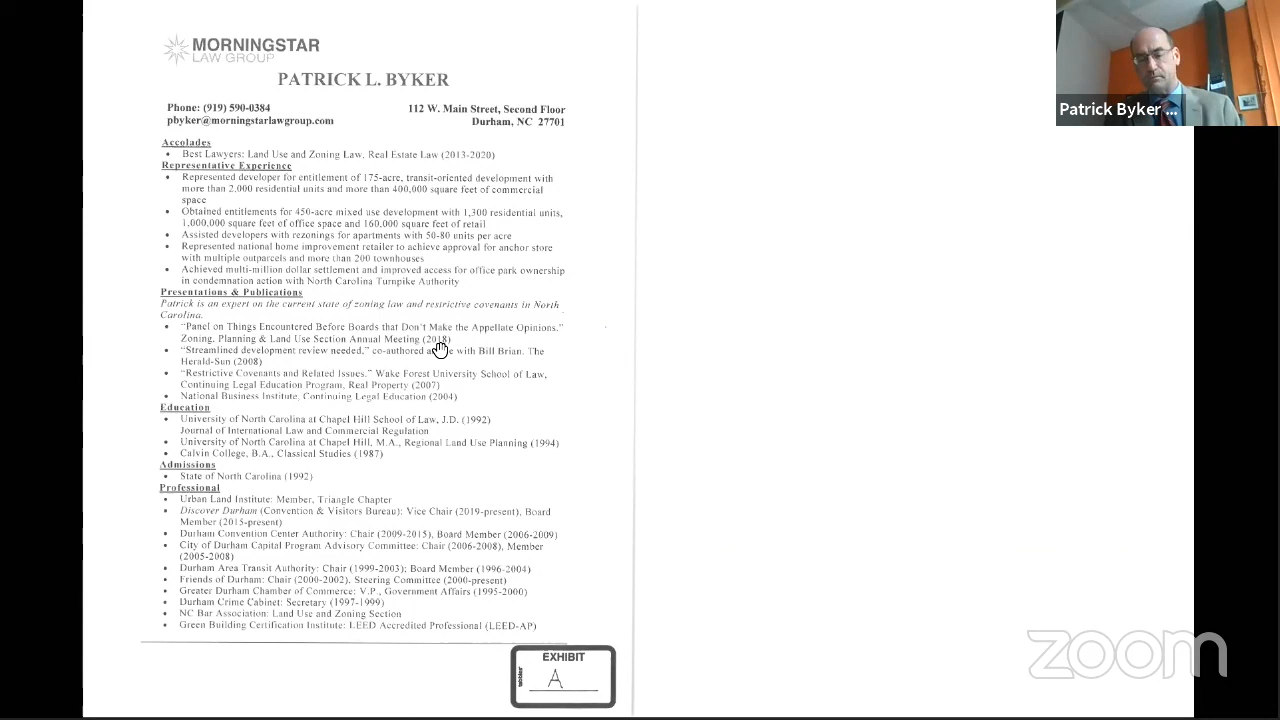 MORNINGSTAR
LAW GROUP
PATRICK L. BYKER
Phone: (919) 590-0384
pbyker@morningstarlawgroup.com
112 W. Main Street, Second Floor
Durham, NC 27701
Accolades
• Best Lawyers: Land Use and Zoning Law, Real Estate Law (2013-2020)
Representative Experience
• Represented developer for entitlement of 175-acre, transit-oriented development with
more than 2,000 residential units and more than 400,000 square feet of commercial
space
• Obtained entitlements for 450-acre mixed use development with 1,300 residential units,
1,000,000 square feet of office space and 160,000 square feet of retail
• Assisted developers with rezonings for apartments with 50-80 units per acre
• Represented national home improvement retailer to achieve approval for anchor store
with multiple outparcels and more than 200 townhouses
• Achieved multi-million dollar settlement and improved access for office park ownership
in condemnation action with North Carolina Turnpike Authority
Presentations & Publications
Patrick is an expert on the current state of zoning law and restrictive covenants in North
Carolina.
• "Panel on Things Encountered Before Boards that Don't Make the Appellate Opinions."
Zoning, Planning & Land Use Section Annual Meeting (2018)
• "Streamlined development review needed," co-authored with Bill Brian. The
Herald-Sun (2008)
• "Restrictive Covenants and Related Issues." Wake Forest University School of Law,
Continuing Legal Education Program, Real Property (2007)
• National Business Institute, Continuing Legal Education (2004)
Education
• University of North Carolina at Chapel Hill School of Law, J.D. (1992)
Journal of International Law and Commercial Regulation
• University of North Carolina at Chapel Hill, M.A., Regional Land Use Planning (1994)
• Calvin College, B.A., Classical Studies (1987)
Admissions
• State of North Carolina (1992)
Professional
• Urban Land Institute: Member, Triangle Chapter
• Discover Durham (Convention & Visitors Bureau): Vice Chair (2019-present), Board
Member (2015-present)
• Durham Convention Center Authority: Chair (2009-2015), Board Member (2006-2009)
• City of Durham Capital Program Advisory Committee: Chair (2006-2008), Member
(2005-2008)
• Durham Area Transit Authority: Chair (1999-2003); Board Member (1996-2004)
• Friends of Durham: Chair (2000-2002). Steering Committee (2000-present)
• Greater Durham Chamber of Commerce: V.P., Government Affairs (1995-2000)
• Durham Crime Cabinet: Secretary (1997-1999)
• NC Bar Association: Land Use and Zoning Section
• Green Building Certification Institute: LEED Accredited Professional (LEED-AP)
EXHIBIT
A
Patrick Byker ...
zoom